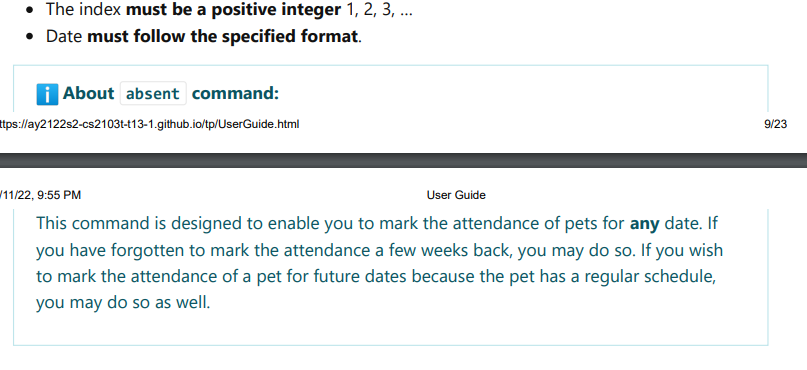 The index must be a positive integer 1, 2, 3, ...
Date must follow the specified format.
i About absent command:
ttps://ay2122s2-cs2103t-t13-1.github.io/tp/UserGuide.html 9/23
/11/22, 9:55 PM User Guide
This command is designed to enable you to mark the attendance of pets for any date. If
you have forgotten to mark the attendance a few weeks back, you may do so. If you wish
to mark the attendance of a pet for future dates because the pet has a regular schedule,
you may do so as well.